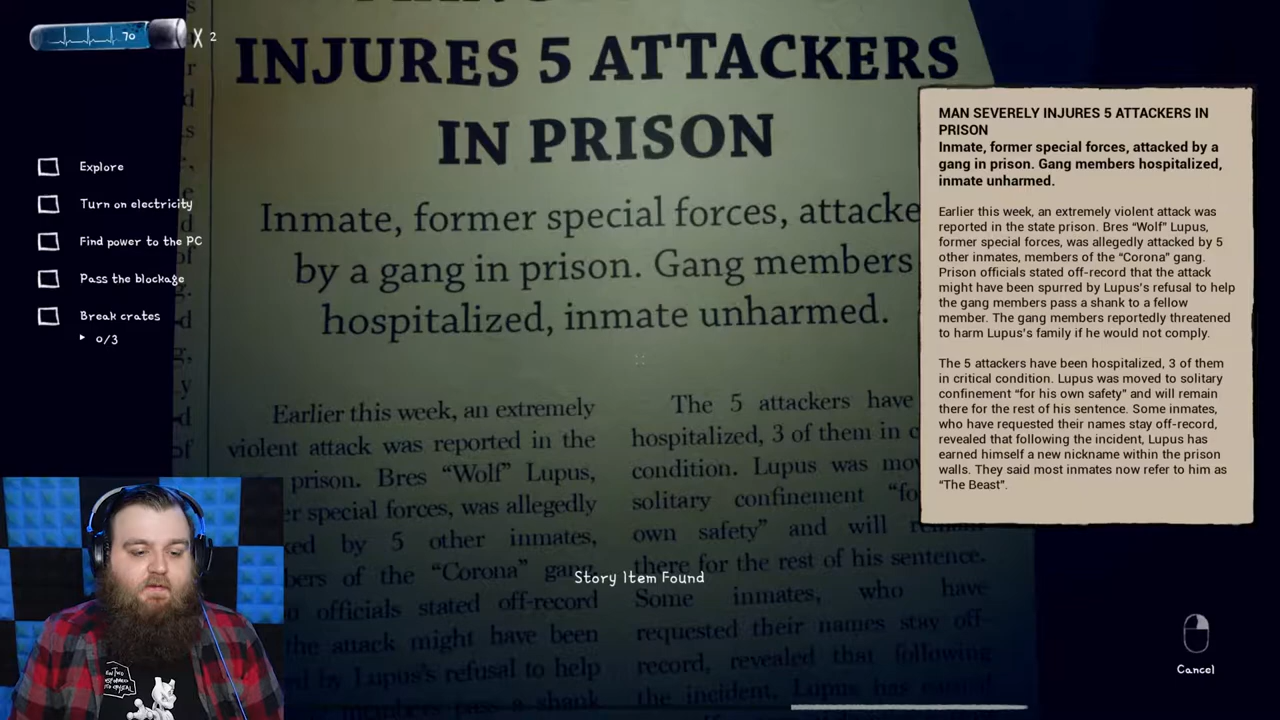 70
X 2
INJURES 5 ATTACKERS
IN PRISON
Inmate, former special forces, attacke
by a gang in prison. Gang members
hospitalized, inmate unharmed.
Explore
Turn on electricity
Find power to the PC
Pass the blockage
Break crates
0/3
Earlier this week, an extremely
violent attack was reported in the
prison. Bres “Wolf” Lupus,
er special forces, was allegedly
ked by 5 other inmates,
bers of the “Corona” gang.
officials stated off-record
the attack might have been
by Lupus's refusal to help
members pass a shank
The 5 attackers have
hospitalized, 3 of them in c
condition. Lupus was mov
solitary confinement “fo
own safety” and will remain
there for the rest of his sentence.
Some inmates, who have
requested their names stay off-
record, revealed that following
the incident, Lupus has earned
Story Item Found
MAN SEVERELY INJURES 5 ATTACKERS IN
PRISON
Inmate, former special forces, attacked by a
gang in prison. Gang members hospitalized,
inmate unharmed.
Earlier this week, an extremely violent attack was
reported in the state prison. Bres “Wolf” Lupus,
former special forces, was allegedly attacked by 5
other inmates, members of the “Corona” gang.
Prison officials stated off-record that the attack
might have been spurred by Lupus's refusal to help
the gang members pass a shank to a fellow
member. The gang members reportedly threatened
to harm Lupus's family if he would not comply.
The 5 attackers have been hospitalized, 3 of them
in critical condition. Lupus was moved to solitary
confinement “for his own safety” and will remain
there for the rest of his sentence. Some inmates,
who have requested their names stay off-record,
revealed that following the incident, Lupus has
earned himself a new nickname within the prison
walls. They said most inmates now refer to him as
“The Beast”.
Cancel